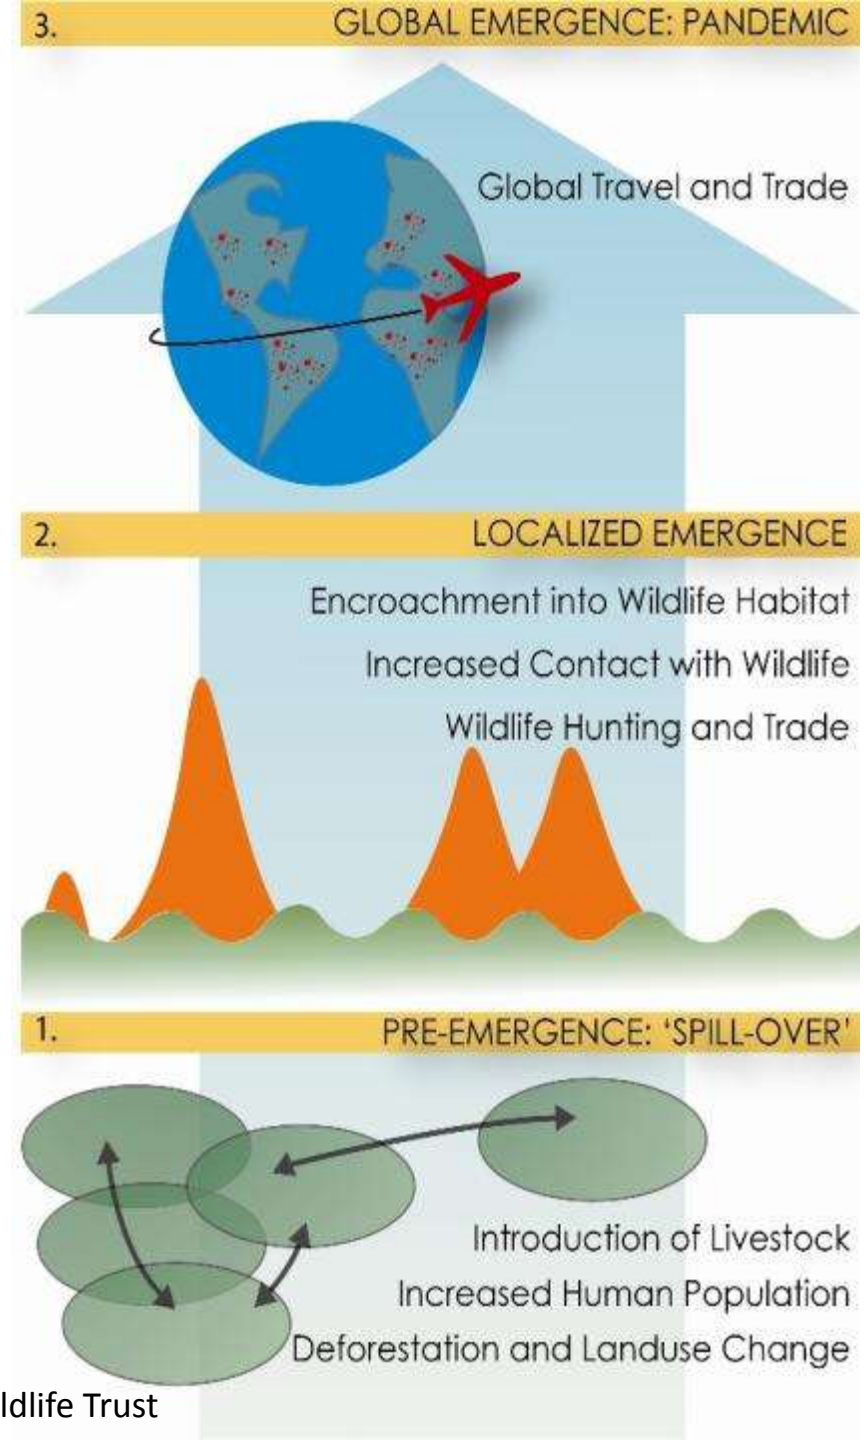 3. GLOBAL EMERGENCE: PANDEMIC
Global Travel and Trade
2. LOCALIZED EMERGENCE
Encroachment into Wildlife Habitat
Increased Contact with Wildlife
Wildlife Hunting and Trade
1. PRE-EMERGENCE: ‘SPILL-OVER’
Introduction of Livestock
Increased Human Population
Deforestation and Landuse Change
ldlife Trust